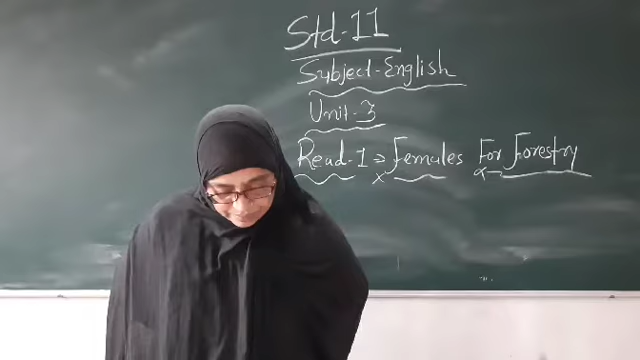 Std-11
Subject-English
Unit-3
Read-1 ⇒ Females For Forestry